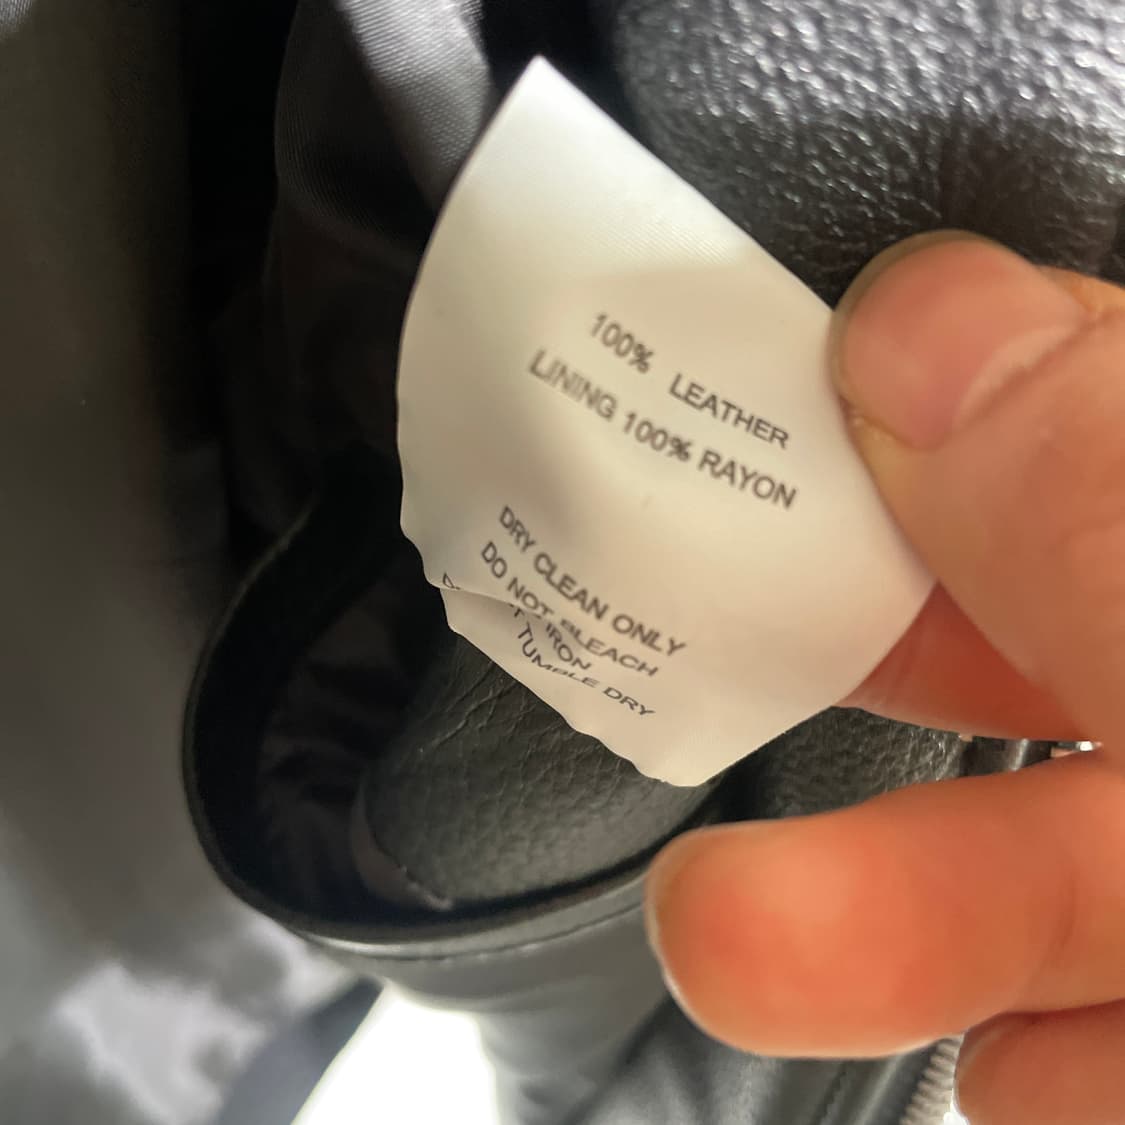 100% LEATHER
LINING 100% RAYON
DRY CLEAN ONLY
DO NOT BLEACH
IRON
TUMBLE DRY